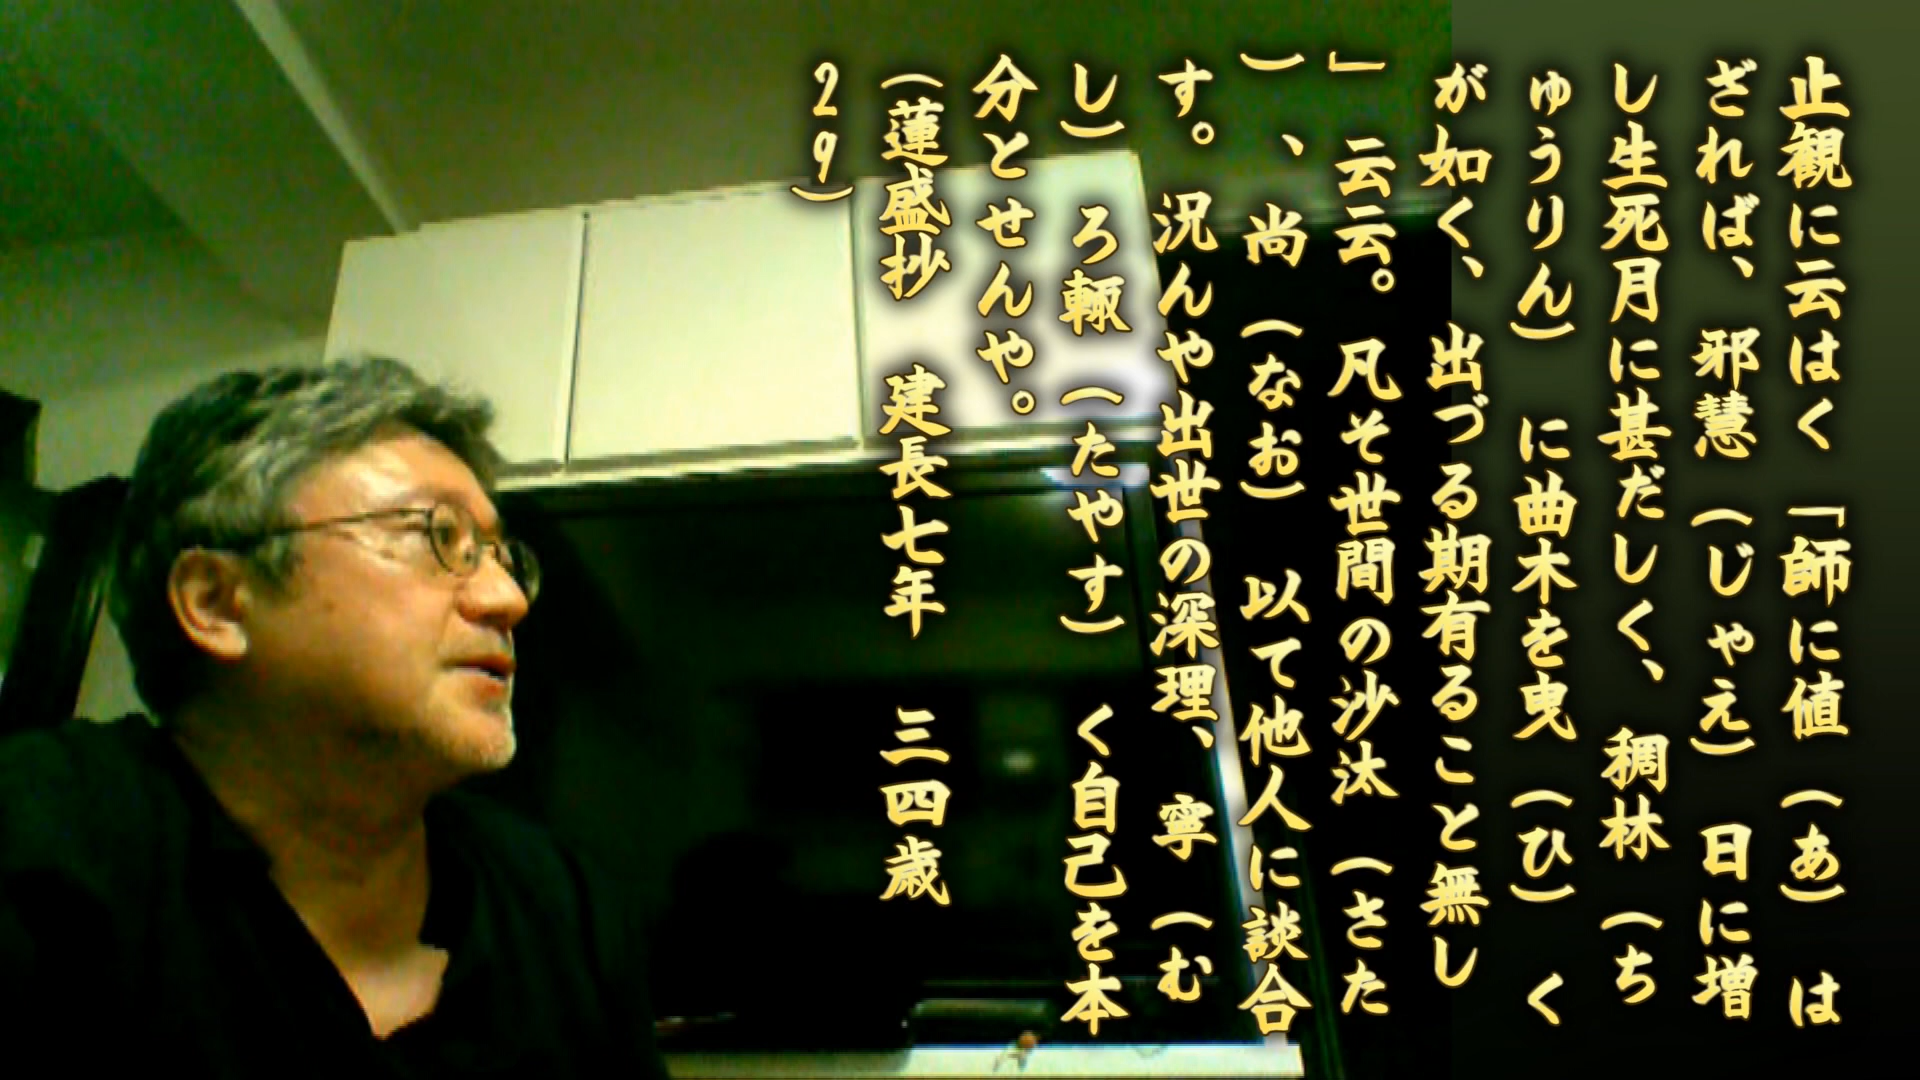 止観に云はく「師に値（あ）は
ざれば、邪慧（じゃえ）日に増
し生死月に甚だしく、稠林（ち
ゅうりん）に曲木を曳（ひ）く
が如く、出づる期有ること無し
」云云。凡そ世間の沙汰（さた
）、尚（なお）以て他人に談合
す。況んや出世の深理、寧（む
し）ろ輙（たやす）く自己を本
分とせんや。
（蓮盛抄　建長七年　三四歳
２９）